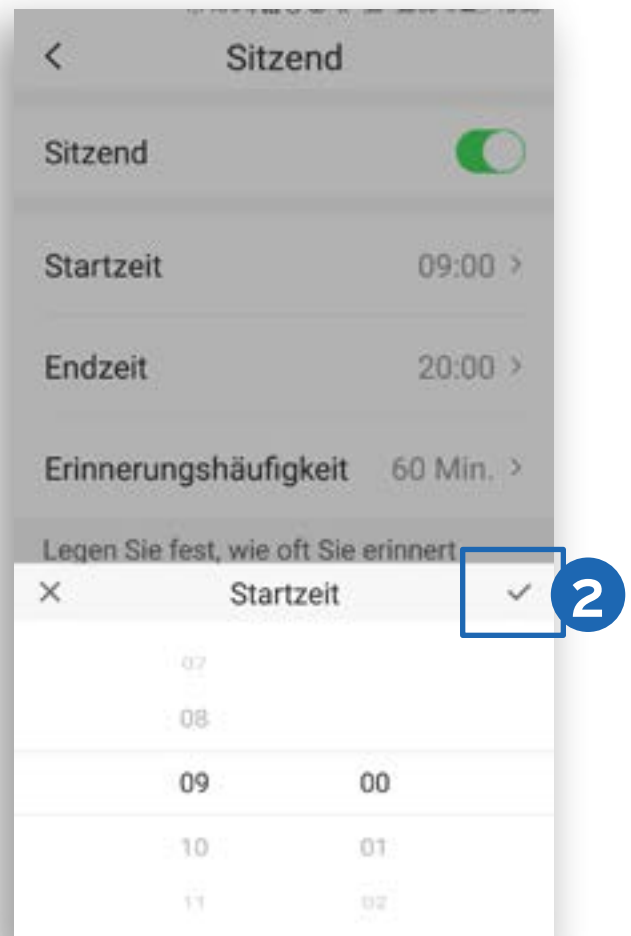 Sitzend
Sitzend
Startzeit 09:00
Endzeit 20:00
Erinnerungshäufigkeit 60 Min.
Legen Sie fest, wie oft Sie erinnert
Startzeit
2
07
08
09 00
10 01
11 02